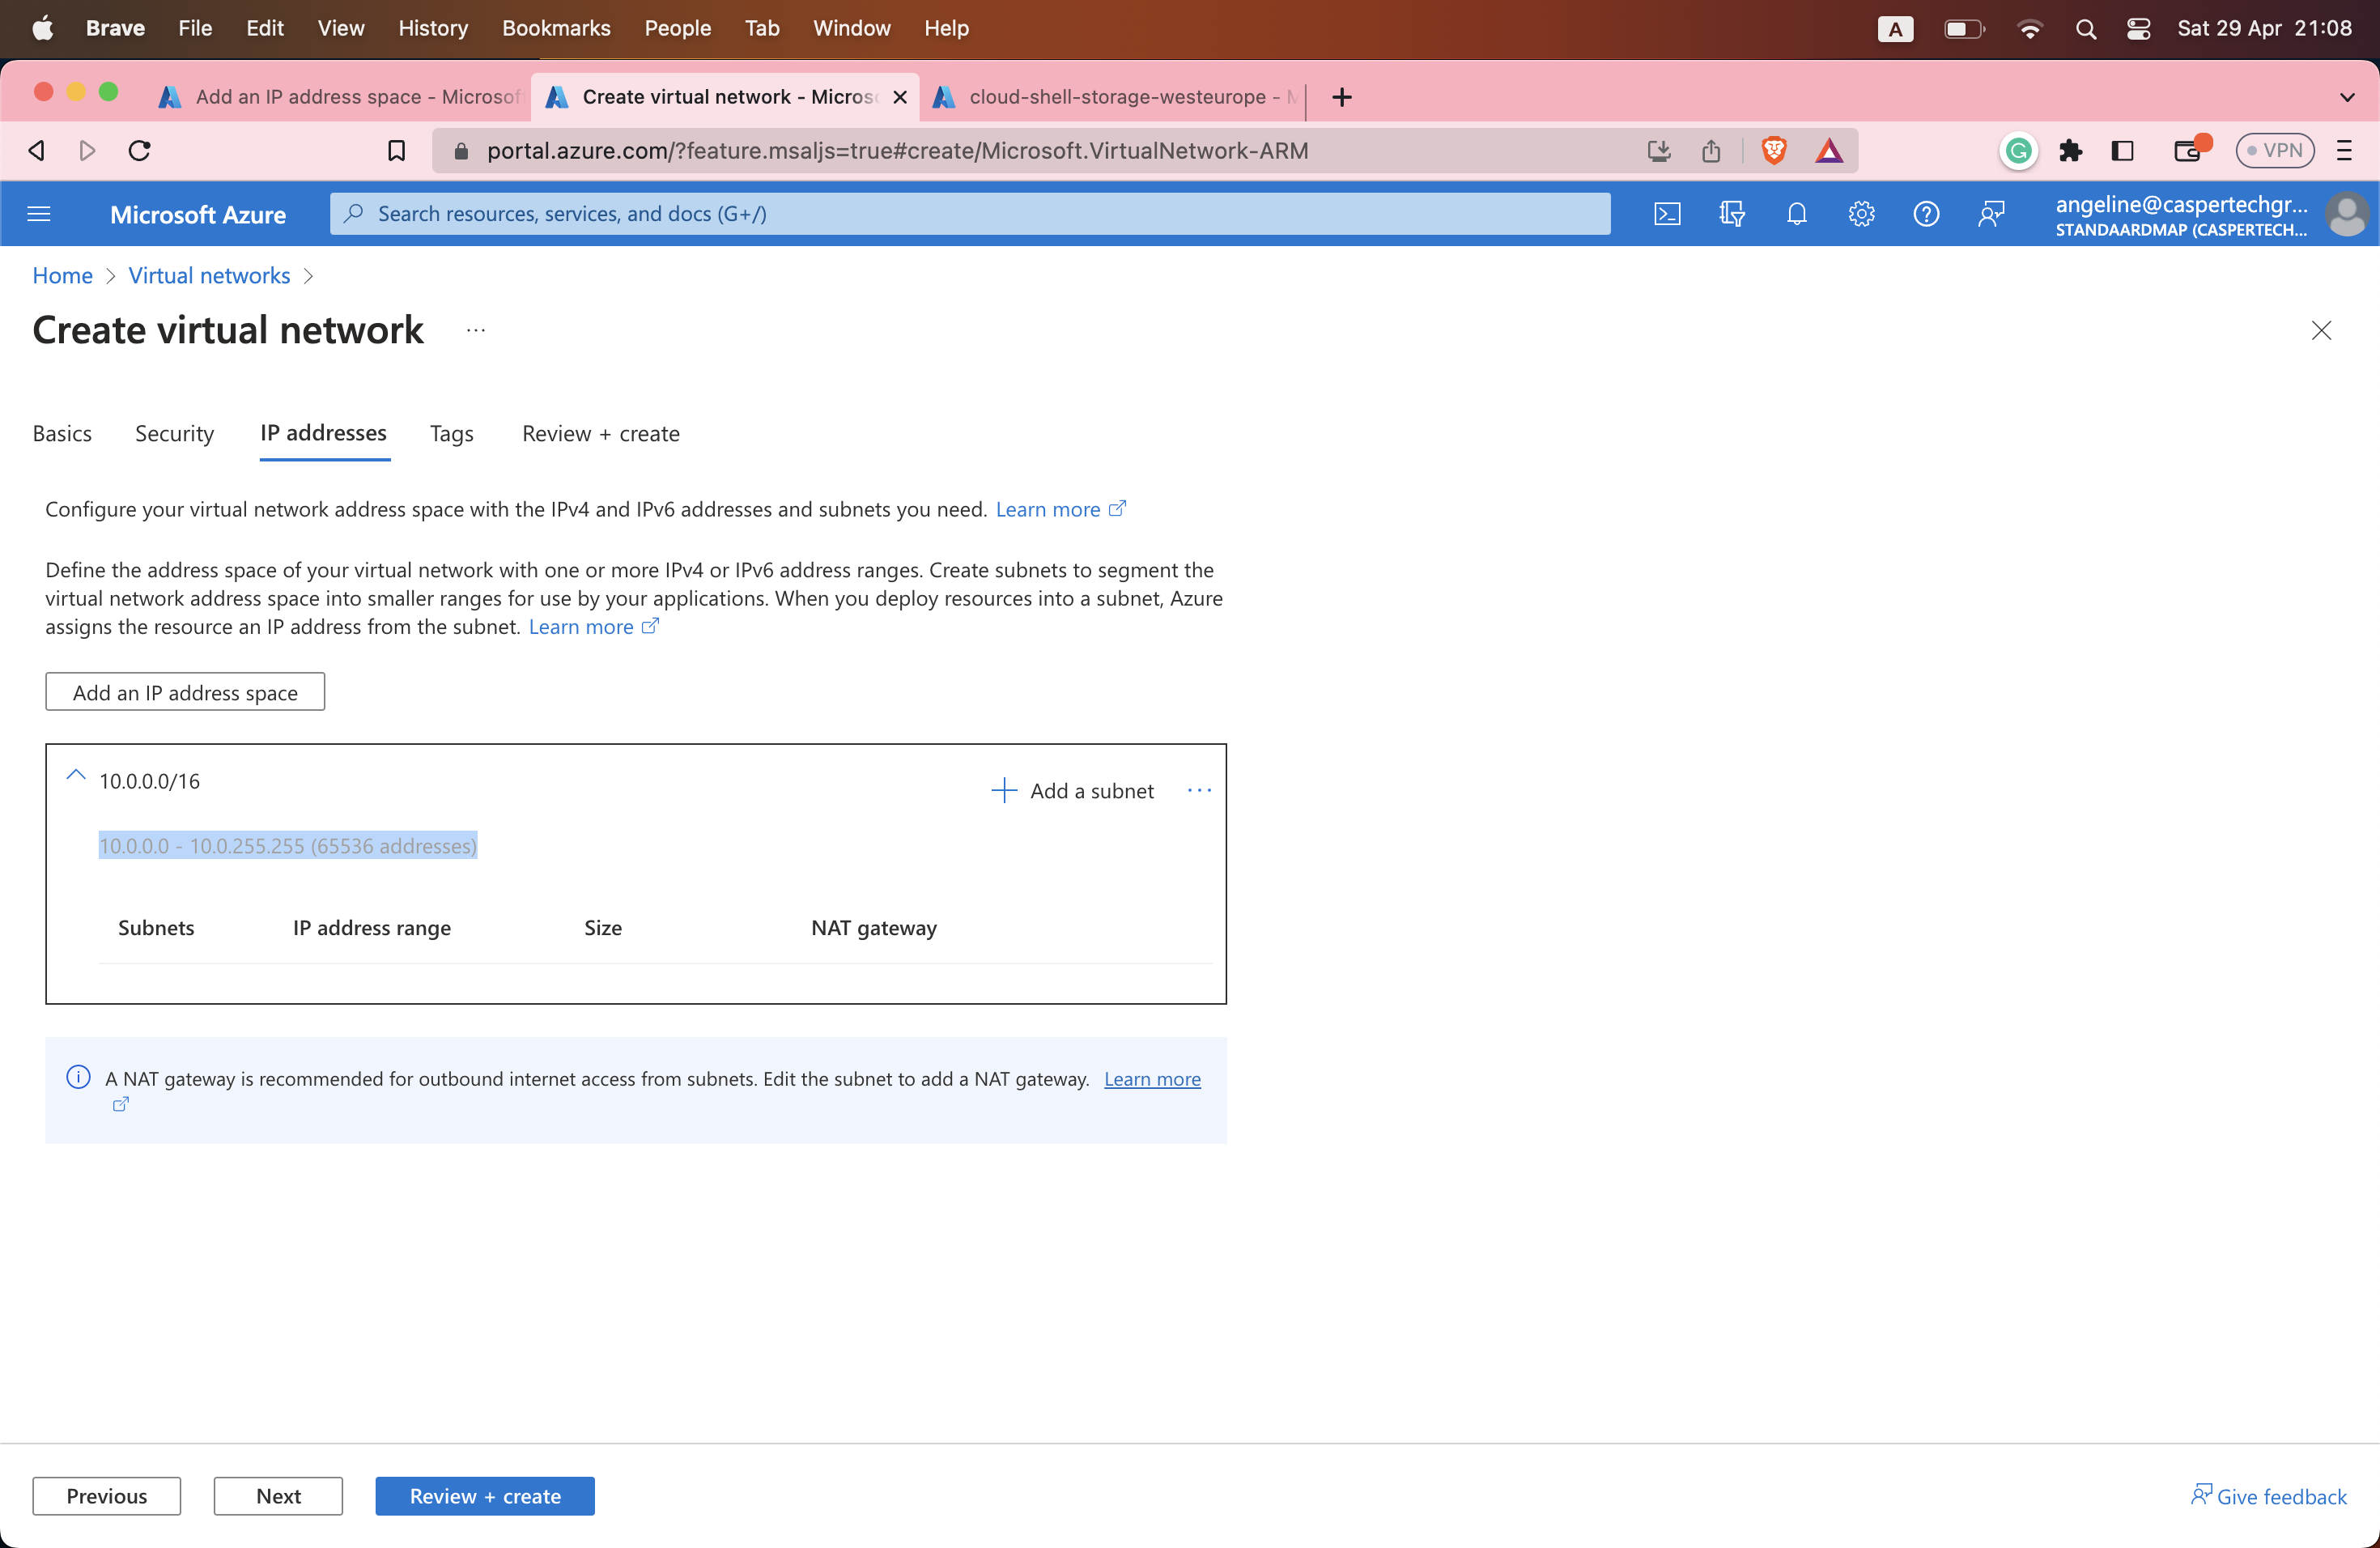 Brave File Edit View History Bookmarks People Tab Window Help A Sat 29 Apr 21:08
Add an IP address space - Microsof Create virtual network - Micros cloud-shell-storage-westeurope - M
portal.azure.com/?feature.msaljs=true#create/Microsoft.VirtualNetwork-ARM VPN
Microsoft Azure Search resources, services, and docs (G+/) angeline@caspertechgr...
STANDAARDMAP (CASPERTECH...
Home > Virtual networks >
Create virtual network ...
Basics Security IP addresses Tags Review + create
Configure your virtual network address space with the IPv4 and IPv6 addresses and subnets you need. Learn more
Define the address space of your virtual network with one or more IPv4 or IPv6 address ranges. Create subnets to segment the
virtual network address space into smaller ranges for use by your applications. When you deploy resources into a subnet, Azure
assigns the resource an IP address from the subnet. Learn more
Add an IP address space
10.0.0.0/16 Add a subnet ...
10.0.0.0 - 10.0.255.255 (65536 addresses)
Subnets IP address range Size NAT gateway
A NAT gateway is recommended for outbound internet access from subnets. Edit the subnet to add a NAT gateway. Learn more
Previous Next Review + create Give feedback